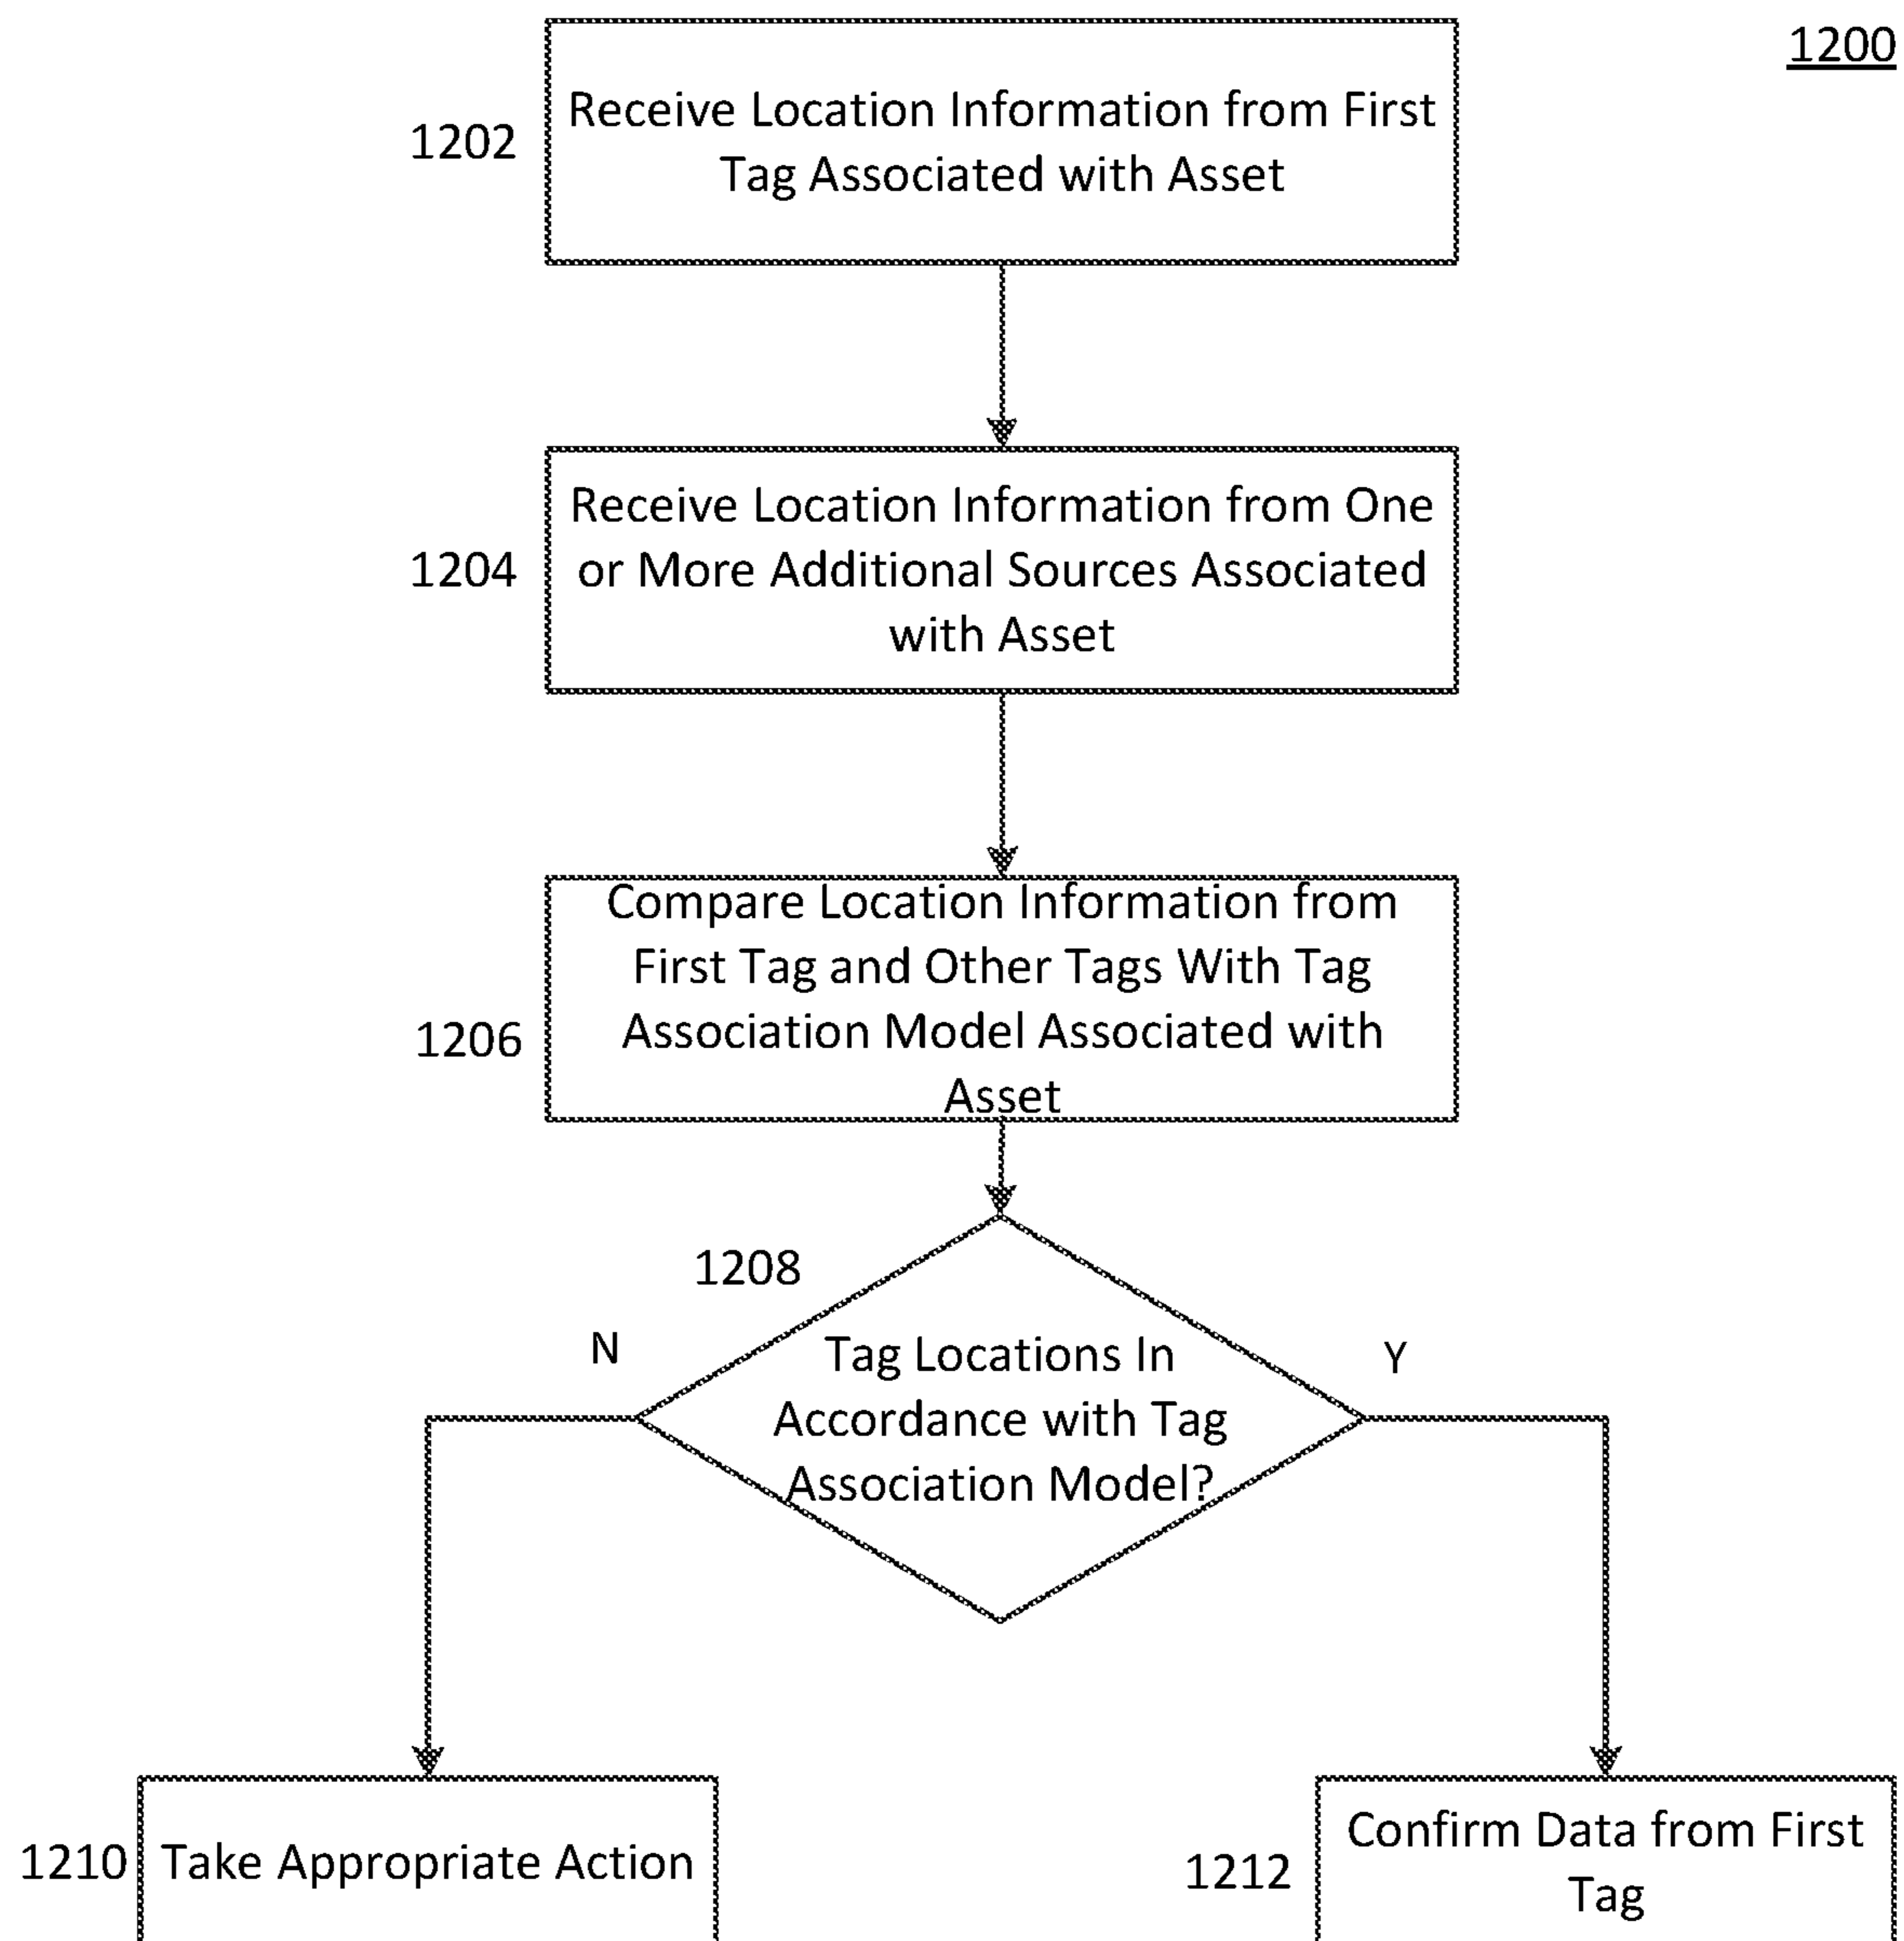 1200
1202
Receive Location Information from First
Tag Associated with Asset
1204
Receive Location Information from One
or More Additional Sources Associated
with Asset
1206
Compare Location Information from
First Tag and Other Tags With Tag
Association Model Associated with
Asset
1208
N
Y
Tag Locations In
Accordance with Tag
Association Model?
1210
Take Appropriate Action
1212
Confirm Data from First
Tag